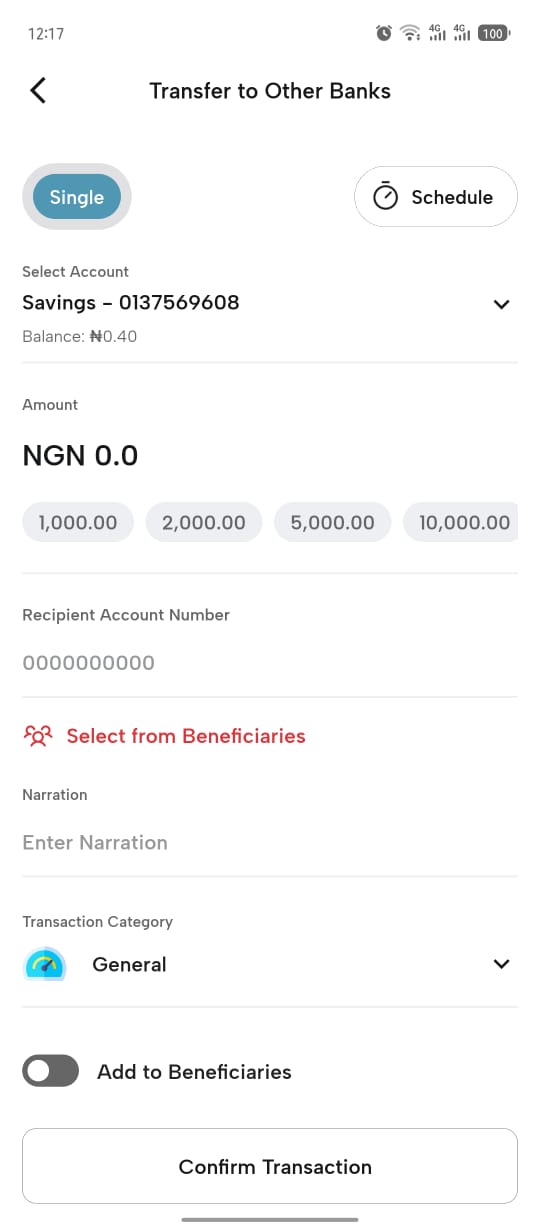 12:17
4G 4G 100
Transfer to Other Banks
Single
Schedule
Select Account
Savings – 0137569608
Balance: ₦0.40
Amount
NGN 0.0
1,000.00 2,000.00 5,000.00 10,000.00
Recipient Account Number
0000000000
Select from Beneficiaries
Narration
Enter Narration
Transaction Category
General
Add to Beneficiaries
Confirm Transaction